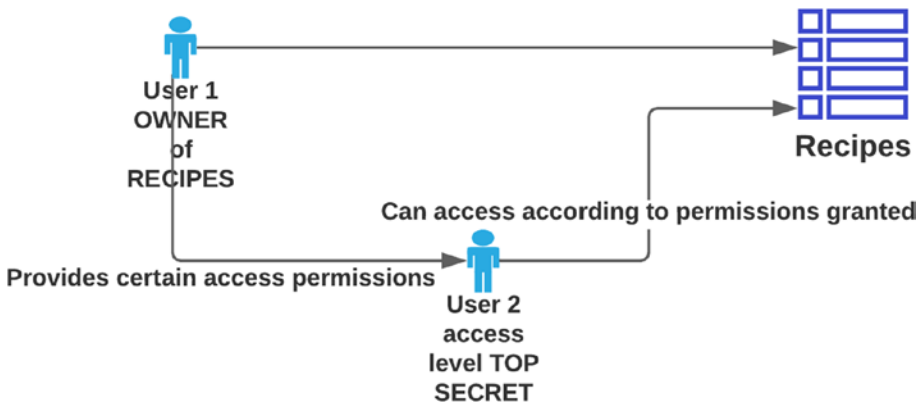 User 1
OWNER
of
RECIPES
Recipes
Can access according to permissions granted
Provides certain access permissions
User 2
access
level TOP
SECRET